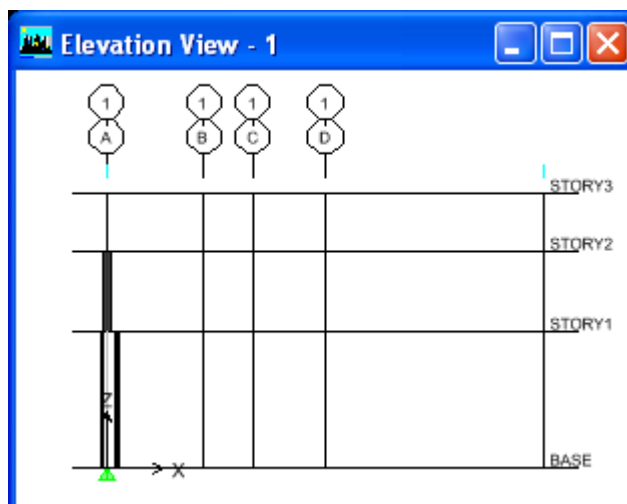 Elevation View - 1
1 1 1 1
A B C D
STORY3
STORY2
STORY1
Z
X
BASE